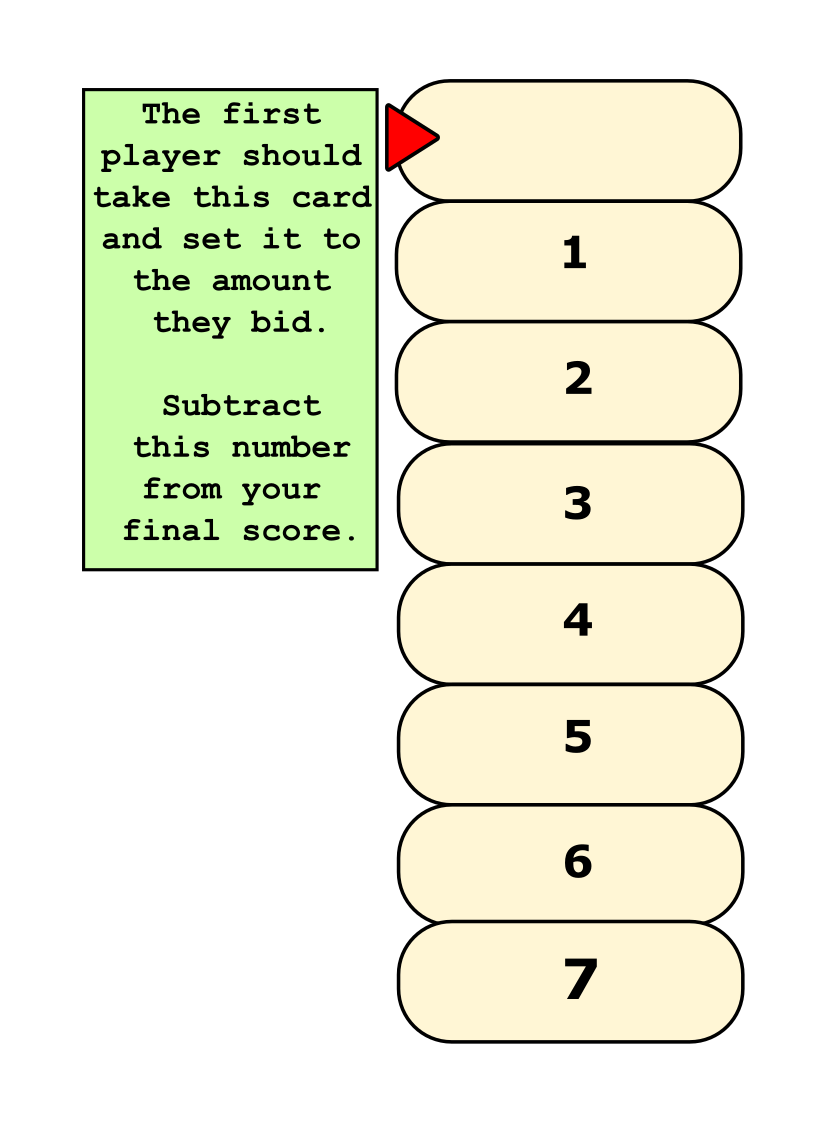 The first
player should
take this card
and set it to
the amount
they bid.
Subtract
this number
from your
final score.
1
2
3
4
5
6
7